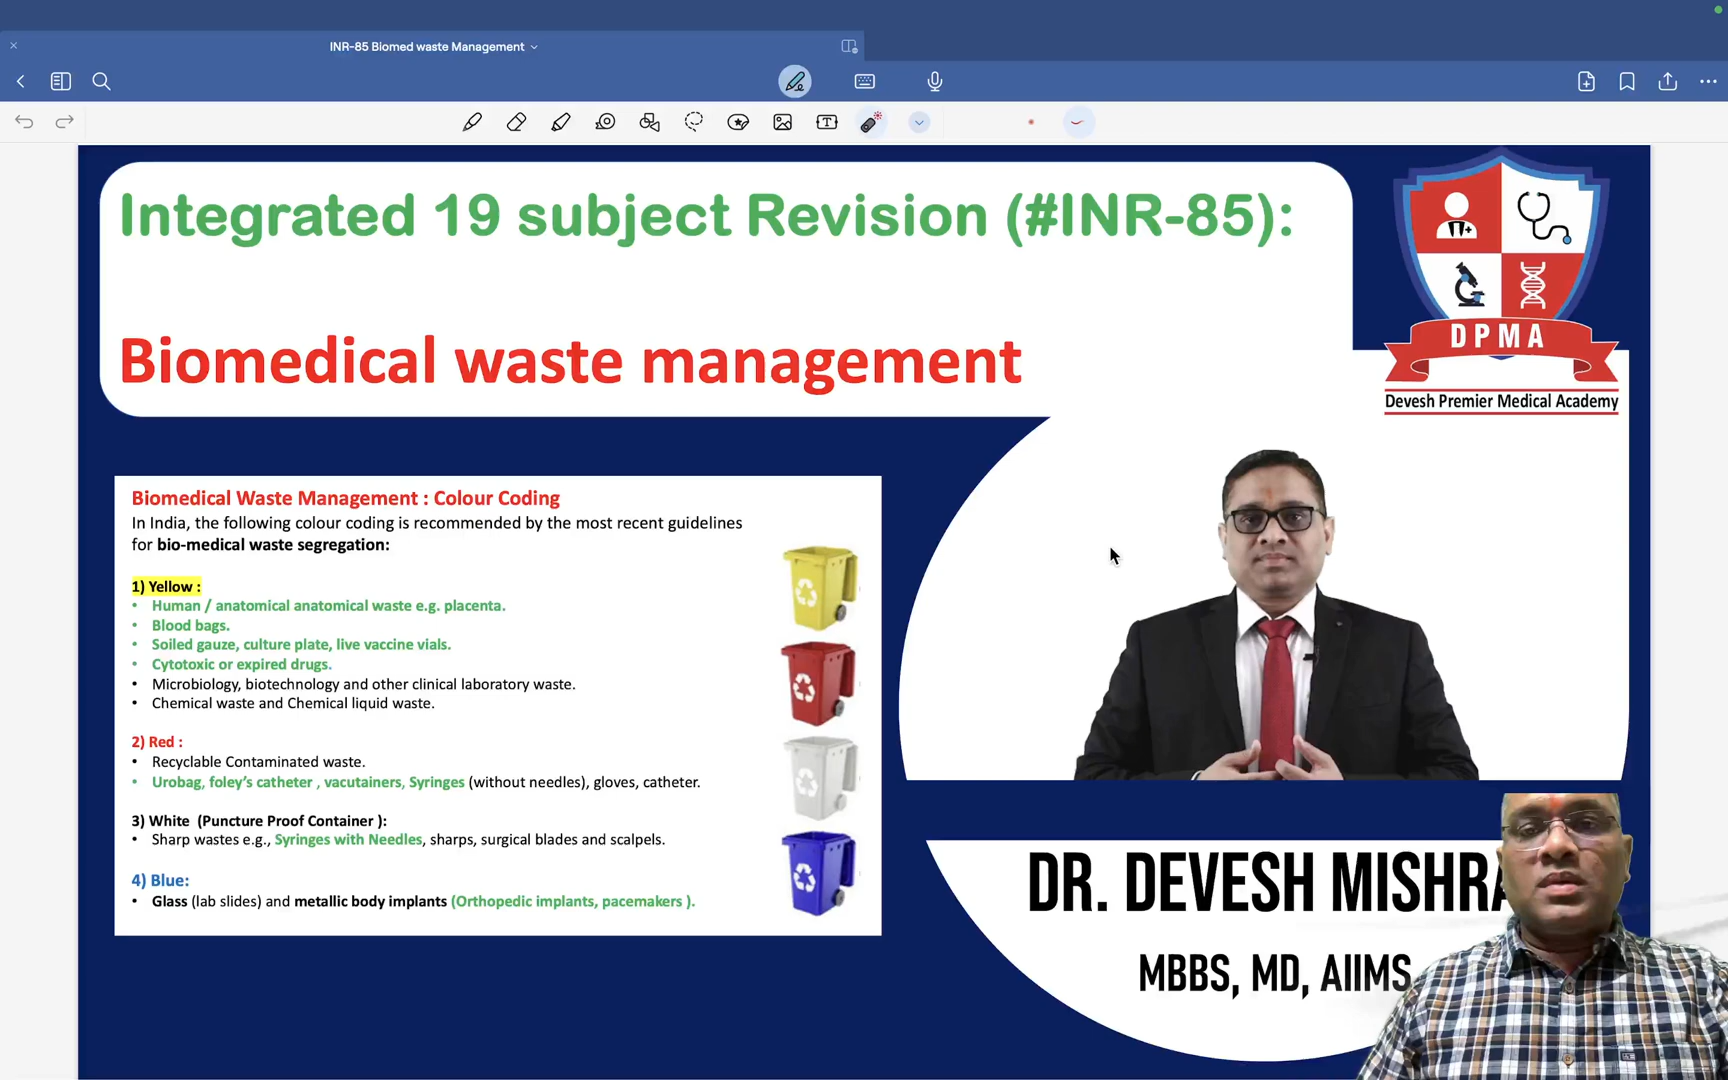 INR-85 Biomed waste Management
Integrated 19 subject Revision (#INR-85):
Biomedical waste management
DPMA
Devesh Premier Medical Academy
Biomedical Waste Management : Colour Coding
In India, the following colour coding is recommended by the most recent guidelines
for bio-medical waste segregation:
1) Yellow :
• Human / anatomical anatomical waste e.g. placenta.
• Blood bags.
• Soiled gauze, culture plate, live vaccine vials.
• Cytotoxic or expired drugs.
• Microbiology, biotechnology and other clinical laboratory waste.
• Chemical waste and Chemical liquid waste.
2) Red :
• Recyclable Contaminated waste.
• Urobag, foley's catheter , vacutainers, Syringes (without needles), gloves, catheter.
3) White (Puncture Proof Container ):
• Sharp wastes e.g., Syringes with Needles, sharps, surgical blades and scalpels.
4) Blue:
• Glass (lab slides) and metallic body implants (Orthopedic implants, pacemakers ).
DR. DEVESH MISHRA
MBBS, MD, AIIMS